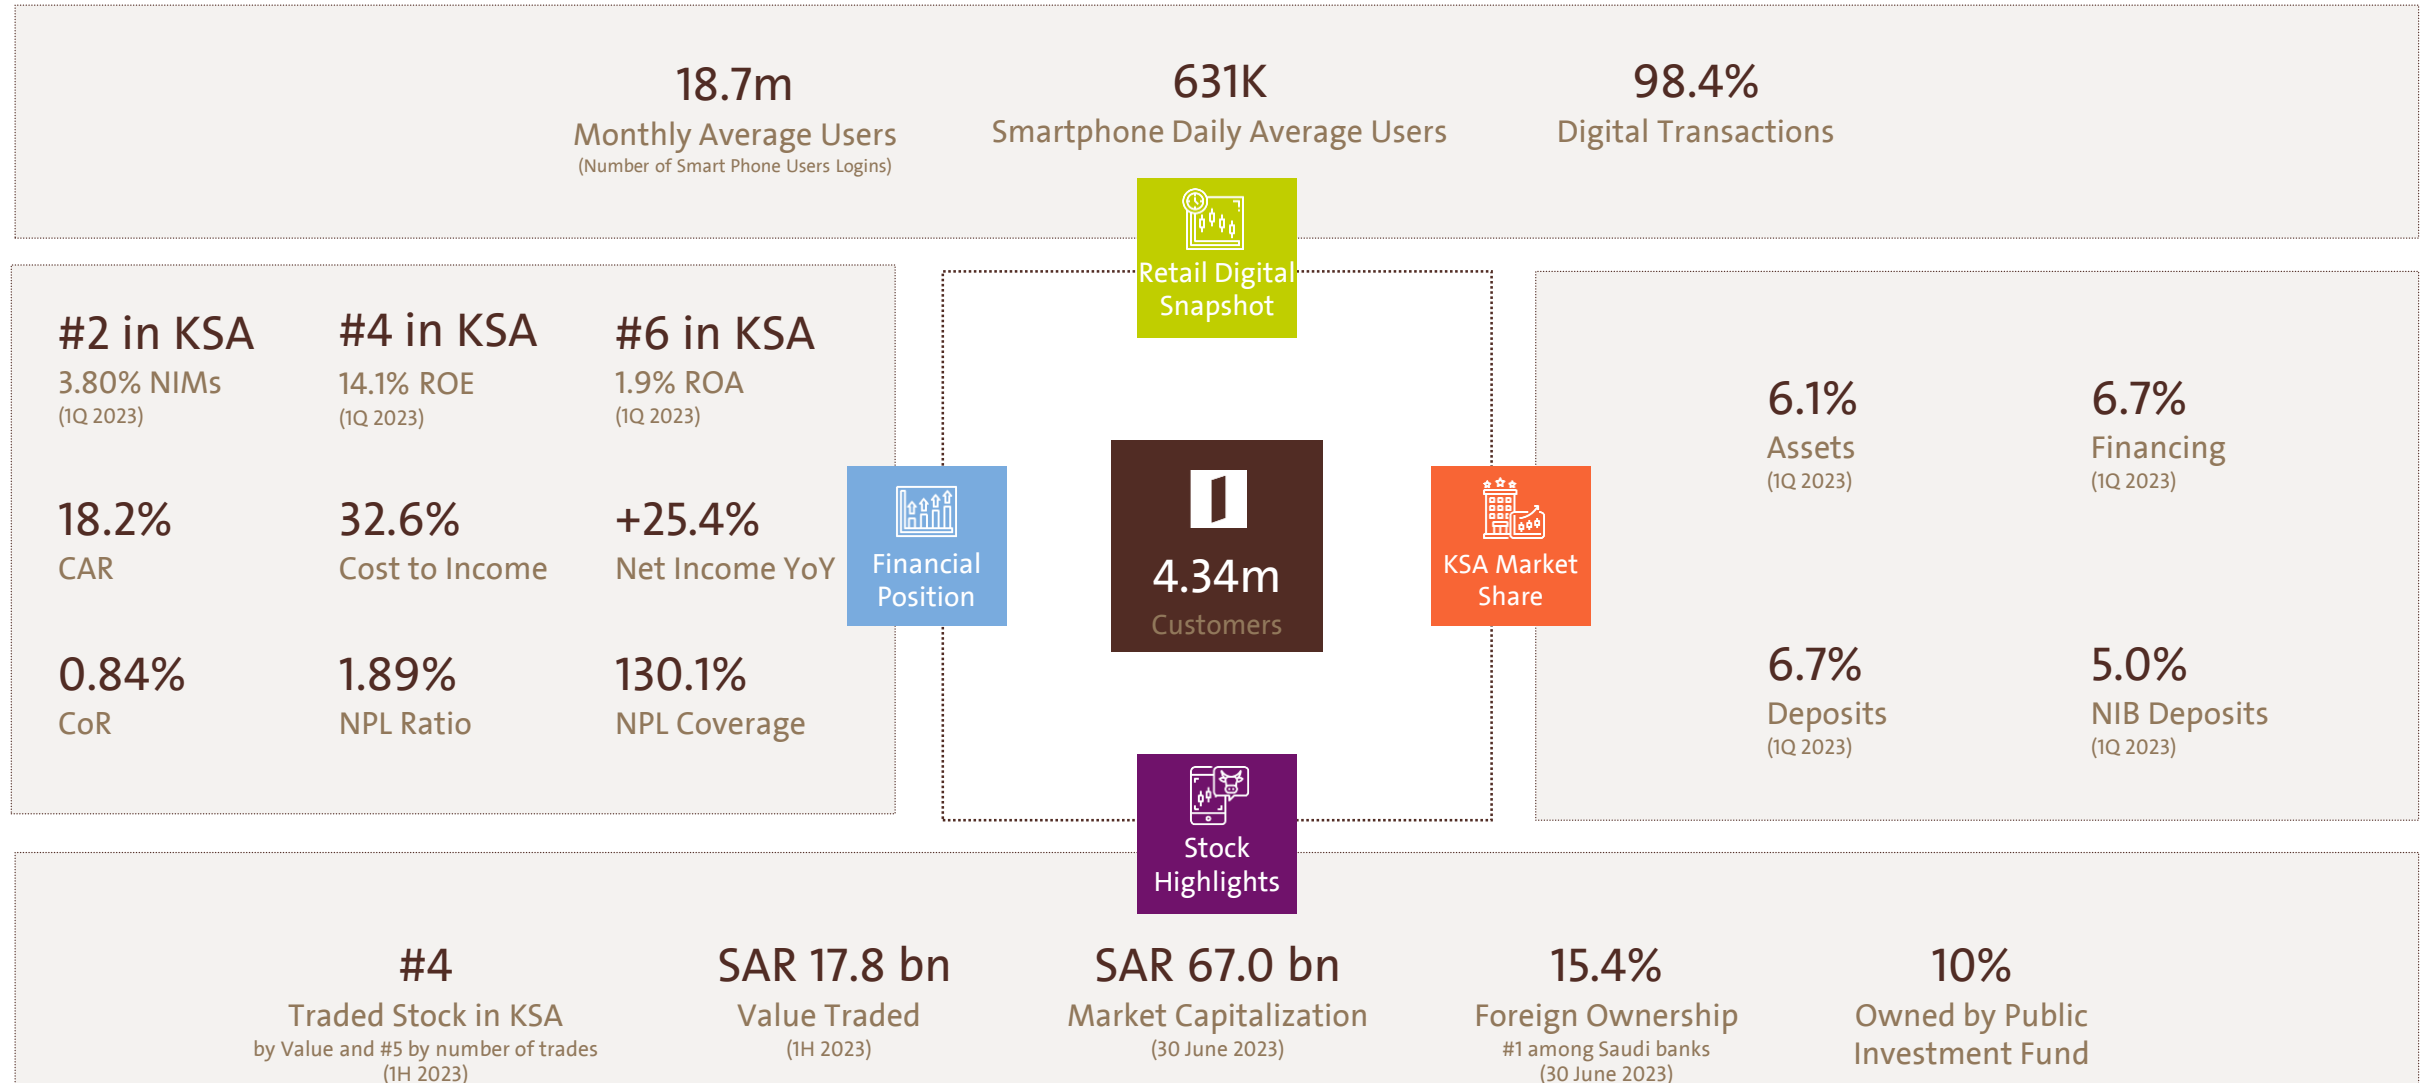 18.7m
Monthly Average Users
(Number of Smart Phone Users Logins)
631K
Smartphone Daily Average Users
98.4%
Digital Transactions
Retail Digital
Snapshot
#2 in KSA
3.80% NIMs
(1Q 2023)
#4 in KSA
14.1% ROE
(1Q 2023)
#6 in KSA
1.9% ROA
(1Q 2023)
18.2%
CAR
32.6%
Cost to Income
+25.4%
Net Income YoY
0.84%
CoR
1.89%
NPL Ratio
130.1%
NPL Coverage
Financial
Position
4.34m
Customers
KSA Market
Share
6.1%
Assets
(1Q 2023)
6.7%
Financing
(1Q 2023)
6.7%
Deposits
(1Q 2023)
5.0%
NIB Deposits
(1Q 2023)
Stock
Highlights
#4
Traded Stock in KSA
by Value and #5 by number of trades
(1H 2023)
SAR 17.8 bn
Value Traded
(1H 2023)
SAR 67.0 bn
Market Capitalization
(30 June 2023)
15.4%
Foreign Ownership
#1 among Saudi banks
(30 June 2023)
10%
Owned by Public
Investment Fund